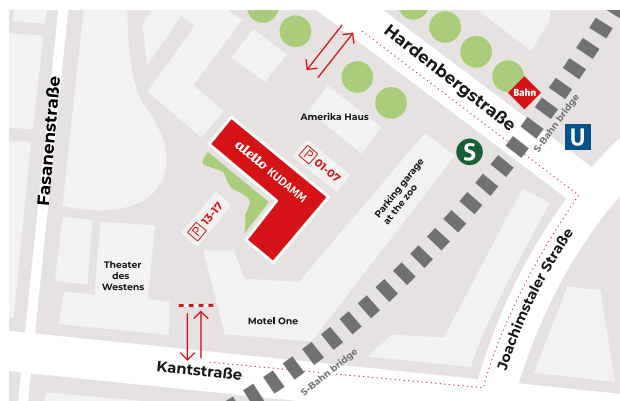 Hardenbergstraße
Bahn
S-Bahn bridge
U
Fasanenstraße
Amerika Haus
S
aletto KUDAMM
P 01-07
Parking garage
at the zoo
P 13-17
Theater
des
Westens
Joachimstaler Straße
Motel One
S-Bahn bridge
Kantstraße